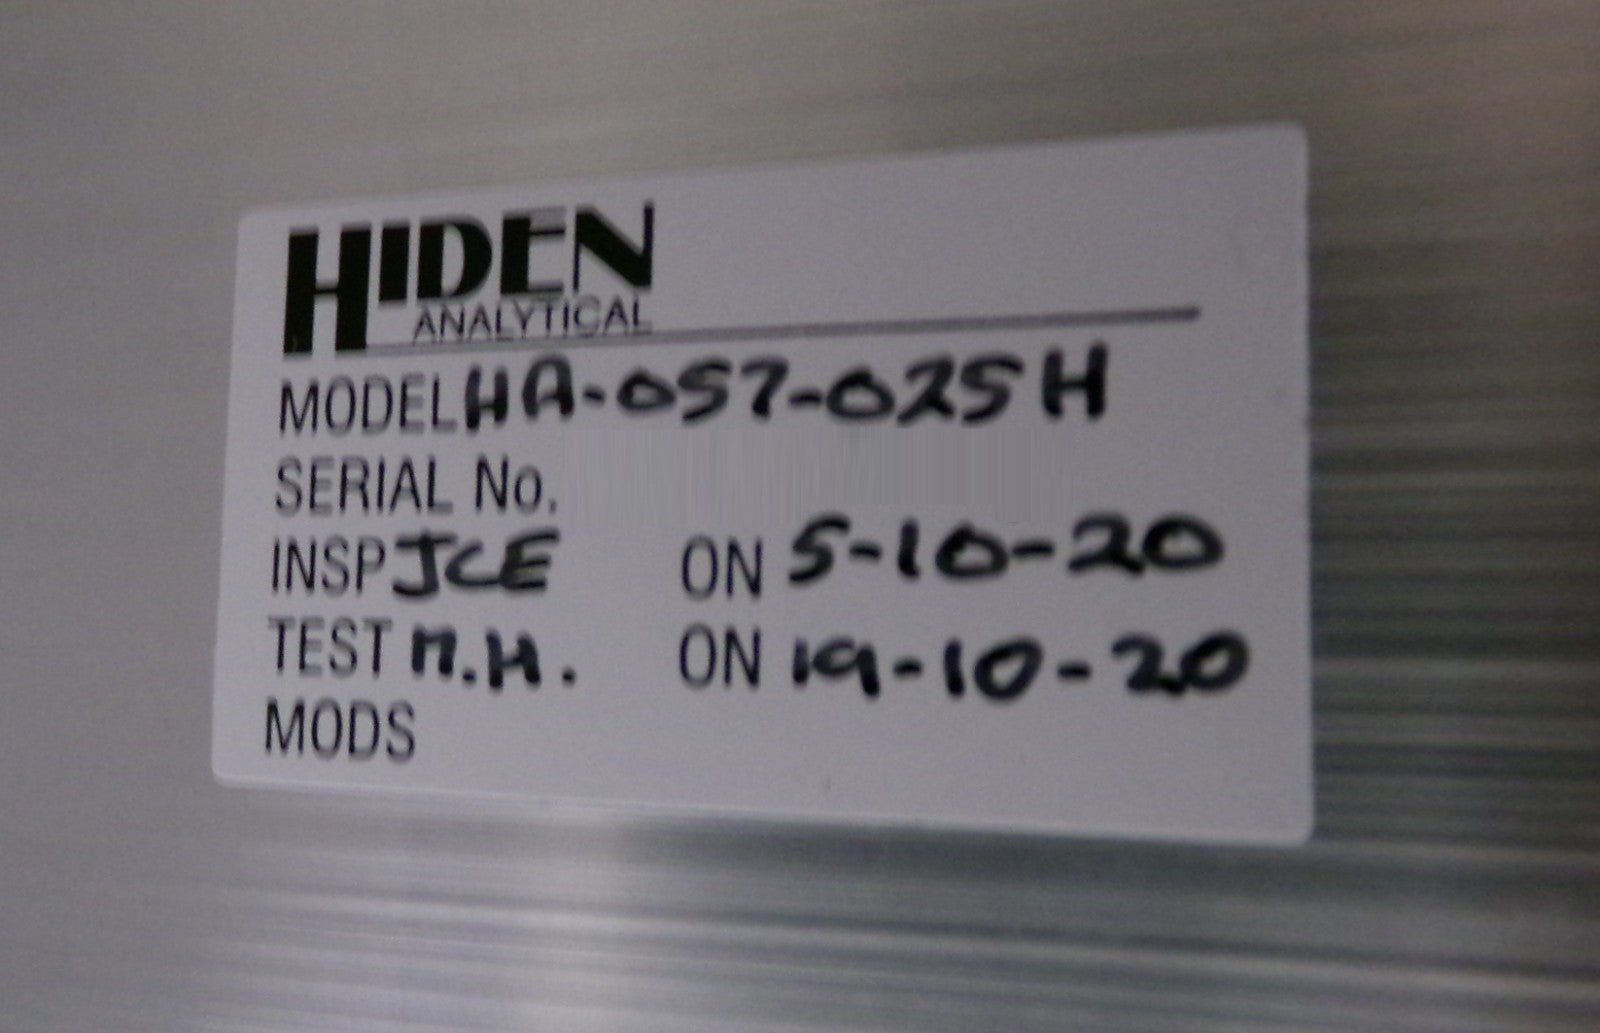 HIDEN
ANALYTICAL
MODEL HA-057-025H
SERIAL No.
INSP JCE ON 5-10-20
TEST M.H. ON 19-10-20
MODS